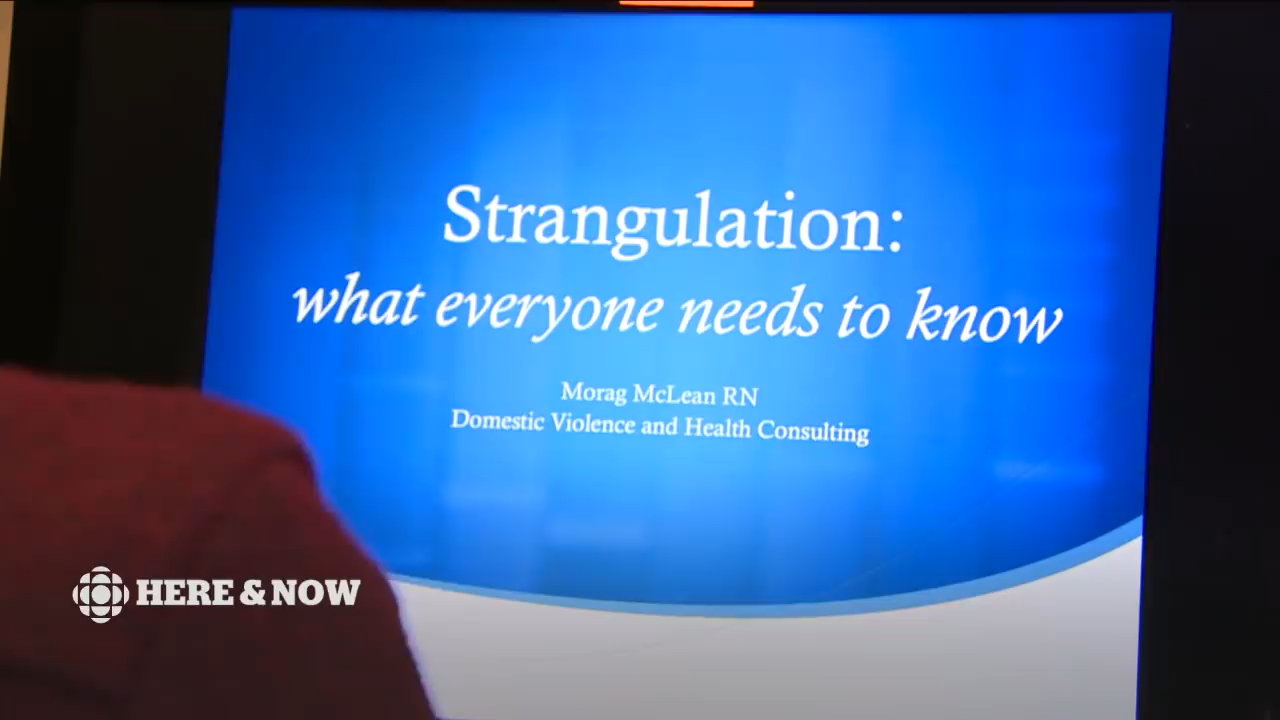 Strangulation:
what everyone needs to know
Morag McLean RN
Domestic Violence and Health Consulting
HERE & NOW